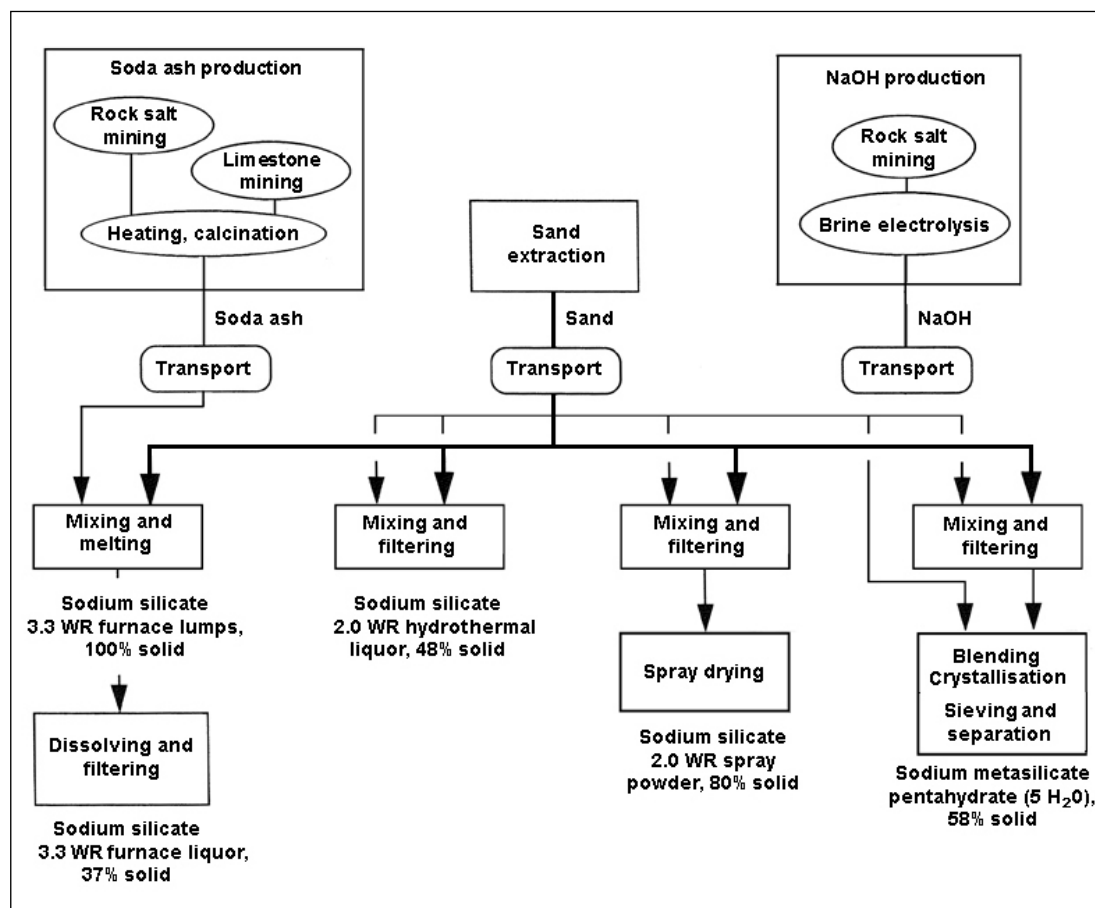 Soda ash production
Rock salt
mining
Limestone
mining
Heating, calcination
Soda ash
Transport
Sand
extraction
Sand
Transport
NaOH production
Rock salt
mining
Brine electrolysis
NaOH
Transport
Mixing and
melting
Sodium silicate
3.3 WR furnace lumps,
100% solid
Dissolving and
filtering
Sodium silicate
3.3 WR furnace liquor,
37% solid
Mixing and
filtering
Sodium silicate
2.0 WR hydrothermal
liquor, 48% solid
Mixing and
filtering
Spray drying
Sodium silicate
2.0 WR spray
powder, 80% solid
Mixing and
filtering
Blending
Crystallisation
Sieving and
separation
Sodium metasilicate
pentahydrate (5 H₂0),
58% solid